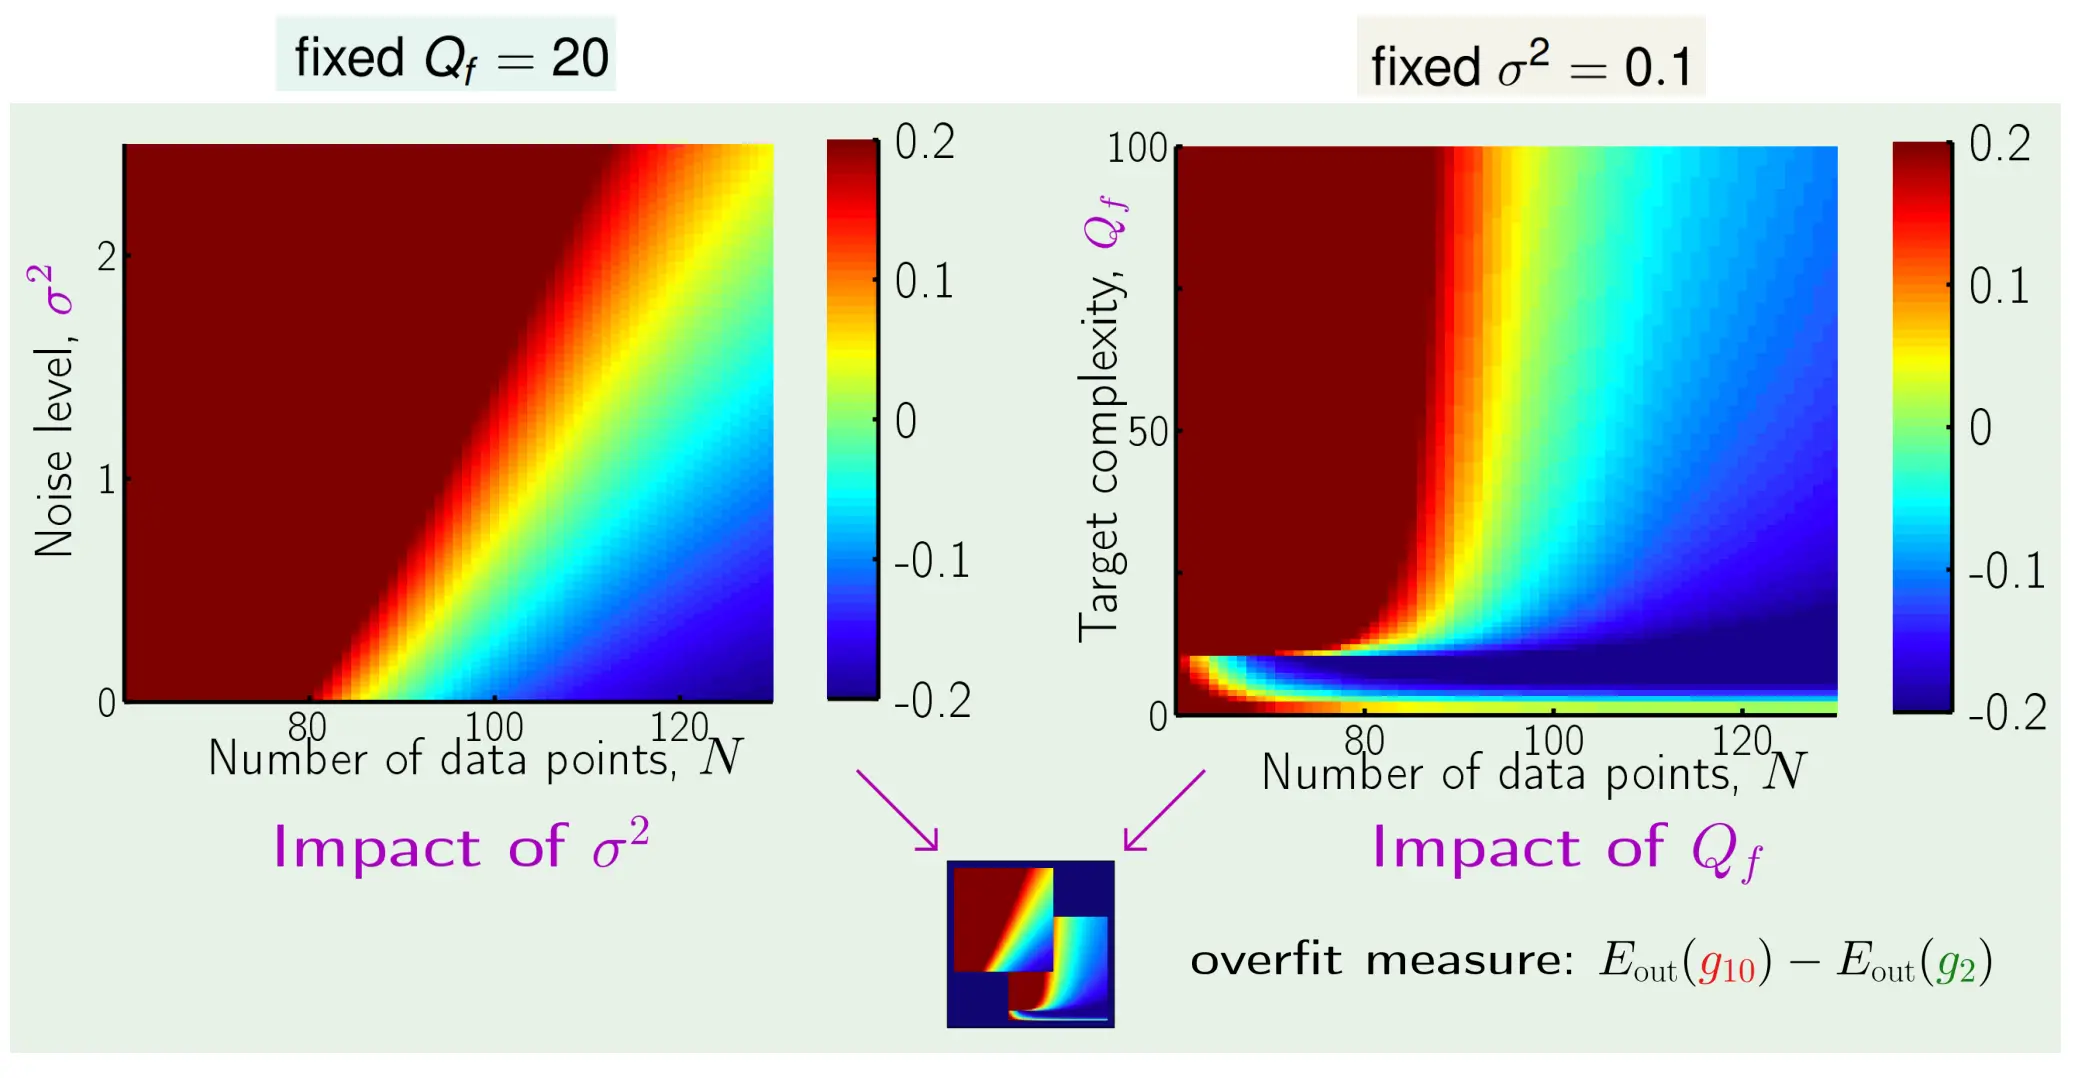 fixed Q_f = 20
fixed σ² = 0.1
Noise level, σ²
2
1
0
80 100 120
Number of data points, N
0.2
0.1
0
-0.1
-0.2
Impact of σ²
Target complexity, Q_f
100
50
0
80 100 120
Number of data points, N
0.2
0.1
0
-0.1
-0.2
Impact of Q_f
overfit measure: E_out(g_10) − E_out(g_2)